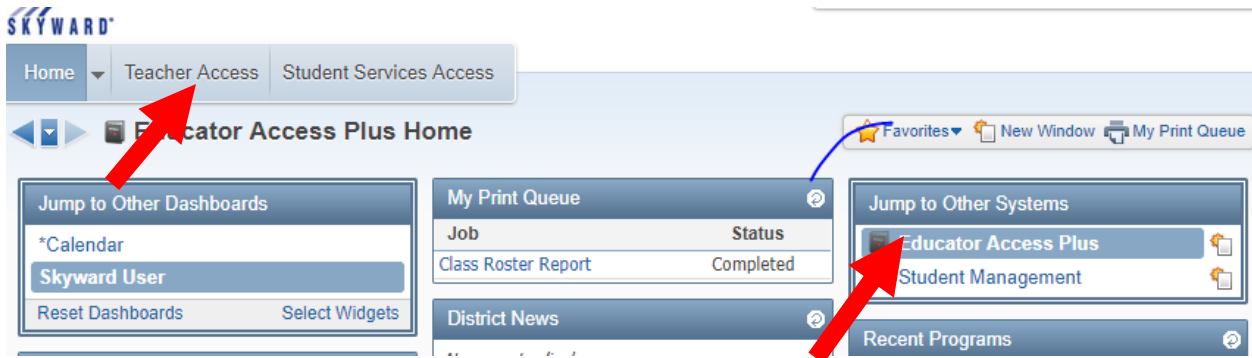 SKYWARD
Home Teacher Access Student Services Access
Educator Access Plus Home
Favorites New Window My Print Queue
Jump to Other Dashboards
*Calendar
Skyward User
Reset Dashboards Select Widgets
My Print Queue
Job Status
Class Roster Report Completed
District News
Jump to Other Systems
Educator Access Plus
Student Management
Recent Programs